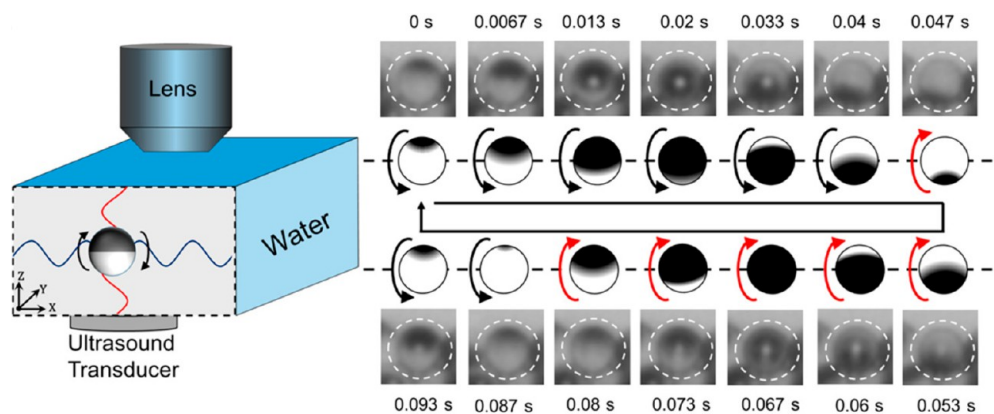 0 s 0.0067 s 0.013 s 0.02 s 0.033 s 0.04 s 0.047 s
Lens
Water
Z
Y
X
Ultrasound
Transducer
0.093 s 0.087 s 0.08 s 0.073 s 0.067 s 0.06 s 0.053 s